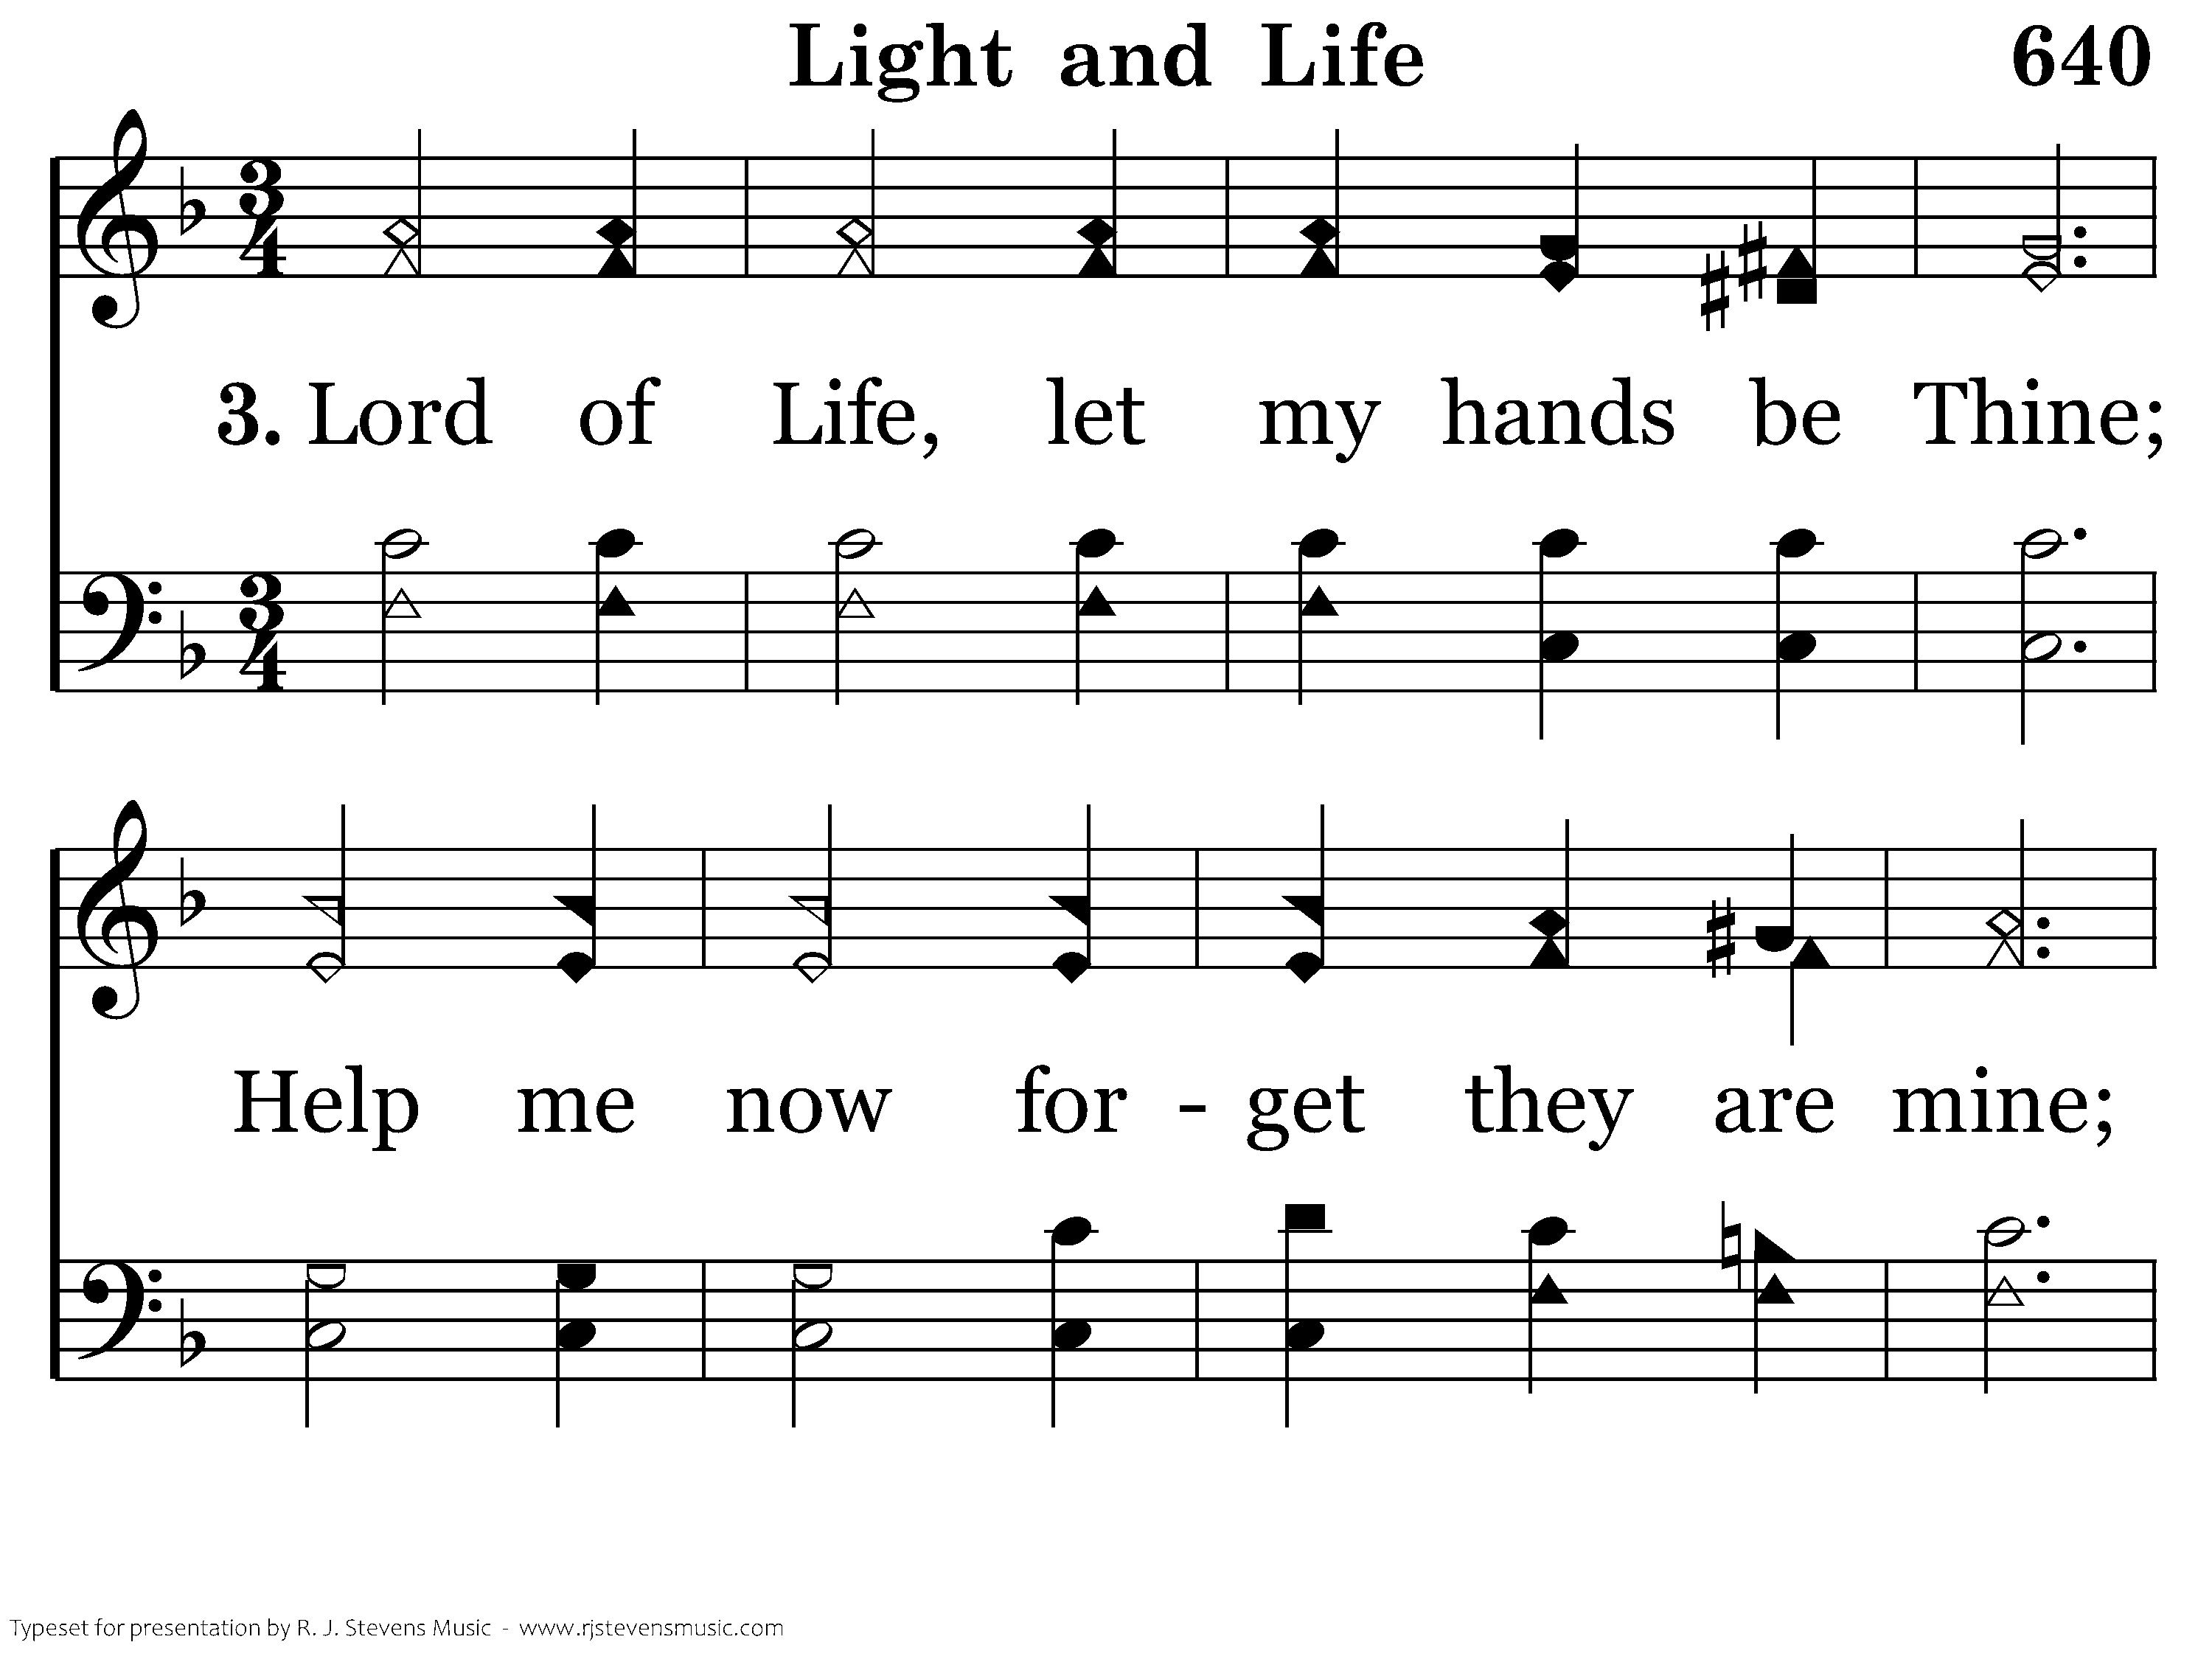 Light and Life 640
3. Lord of Life, let my hands be Thine;
Help me now for - get they are mine;
Typeset for presentation by R. J. Stevens Music - www.rjstevensmusic.com